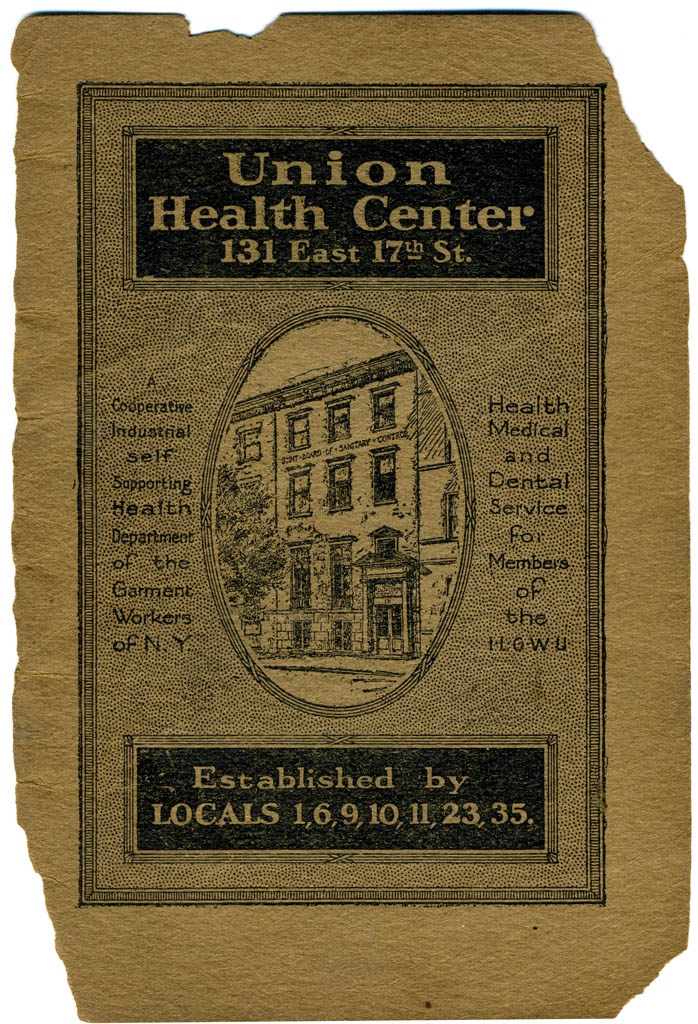 Union
Health Center
131 East 17th St.
A
Cooperative
Industrial
self
Supporting
Health
Department
of the
Garment
Workers
of N.Y
JOINT·BOARD·OF·SANITARY·CONTROL
Health
Medical
and
Dental
Service
for
Members
of
the
I L G W U
Established by
LOCALS 1, 6, 9, 10, 11, 23, 35.